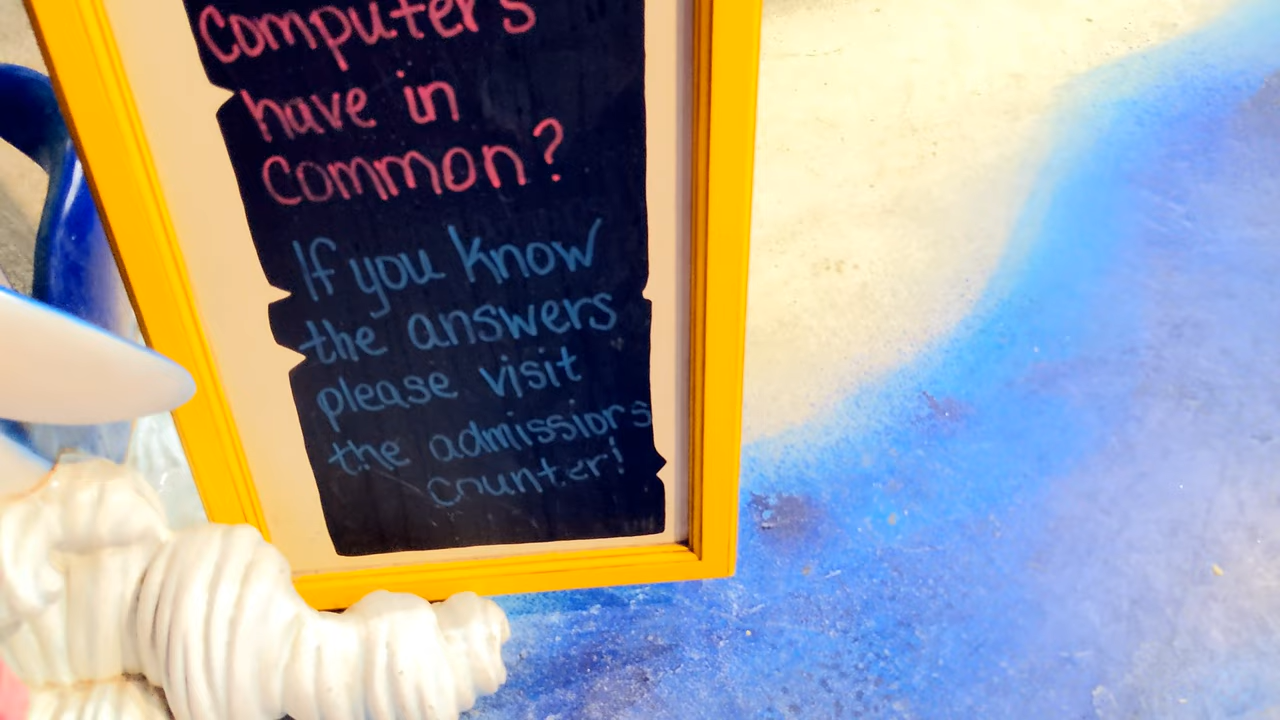 Computers
have in
Common?
If you know
the answers
please visit
the admissions
counter!